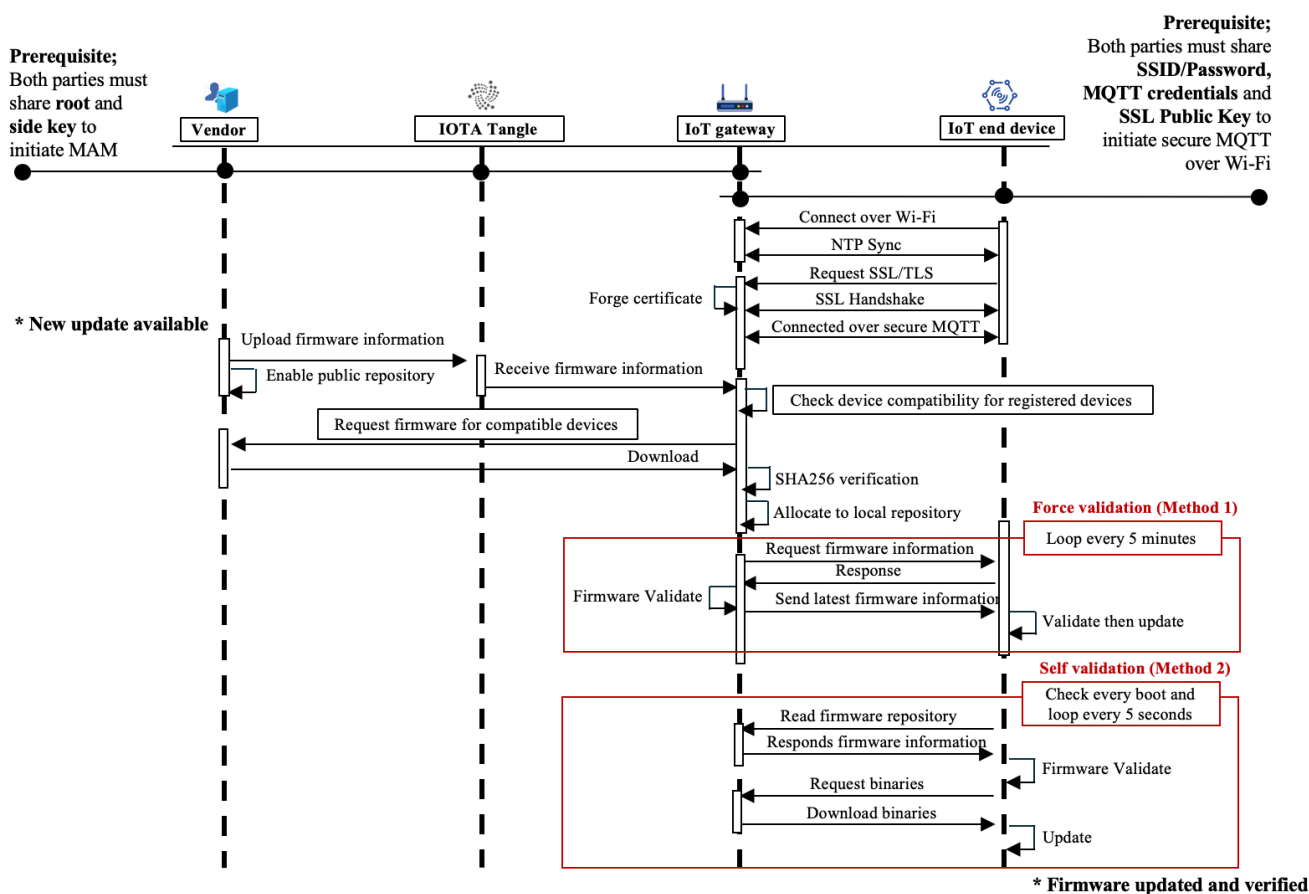 Prerequisite;
Both parties must
share root and
side key to
initiate MAM
Prerequisite;
Both parties must share
SSID/Password,
MQTT credentials and
SSL Public Key to
initiate secure MQTT
over Wi-Fi
Vendor
IOTA Tangle
IoT gateway
IoT end device
Connect over Wi-Fi
NTP Sync
Request SSL/TLS
Forge certificate
SSL Handshake
Connected over secure MQTT
* New update available
Upload firmware information
Enable public repository
Receive firmware information
Check device compatibility for registered devices
Request firmware for compatible devices
Download
SHA256 verification
Allocate to local repository
Force validation (Method 1)
Loop every 5 minutes
Request firmware information
Response
Firmware Validate
Send latest firmware information
Validate then update
Self validation (Method 2)
Check every boot and
loop every 5 seconds
Read firmware repository
Responds firmware information
Firmware Validate
Request binaries
Download binaries
Update
* Firmware updated and verified